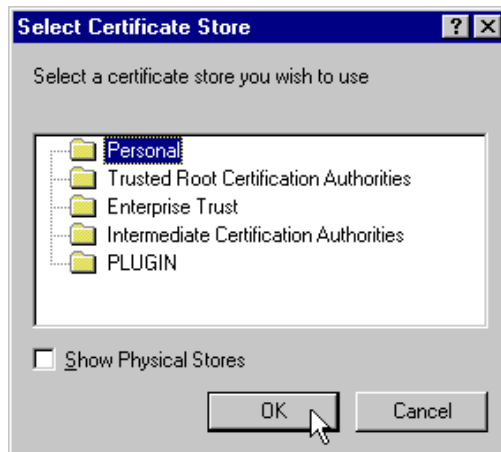 Select Certificate Store
Select a certificate store you wish to use
Personal
Trusted Root Certification Authorities
Enterprise Trust
Intermediate Certification Authorities
PLUGIN
Show Physical Stores
OK Cancel